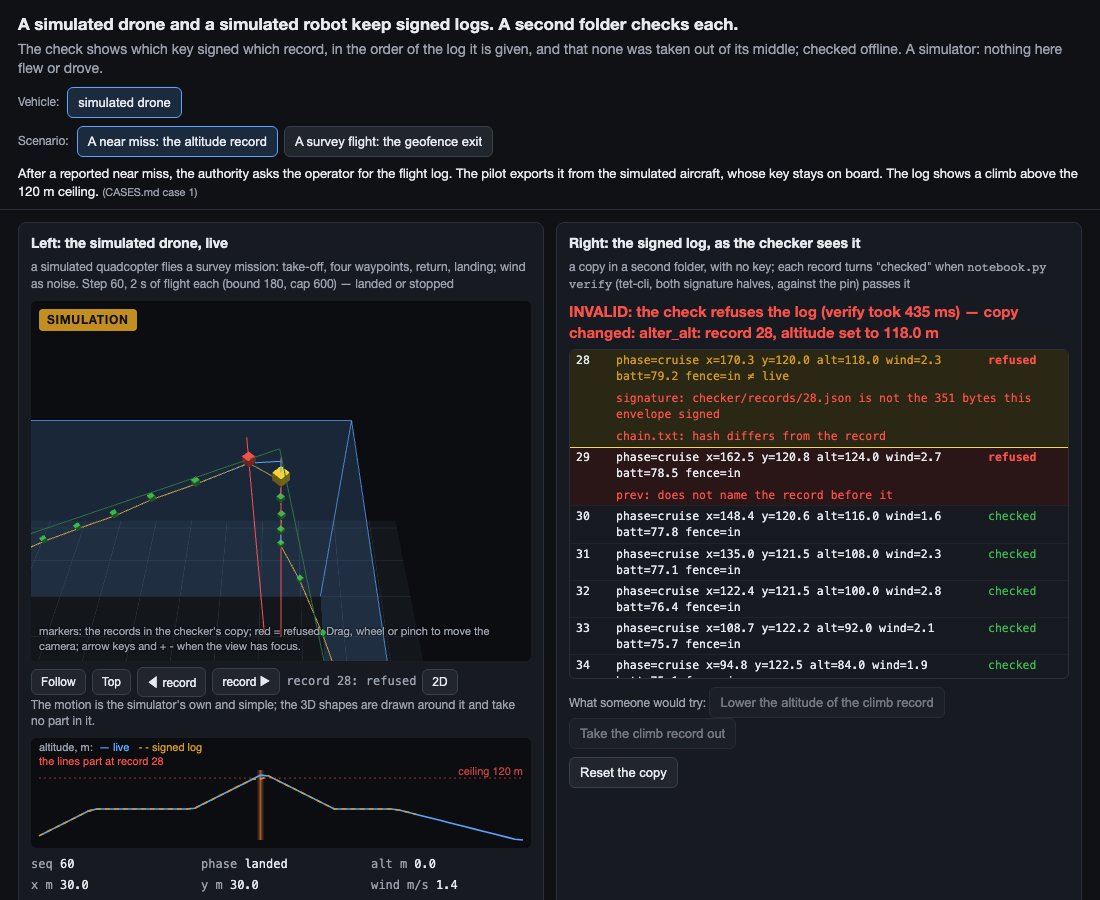 A simulated drone and a simulated robot keep signed logs. A second folder checks each.
The check shows which key signed which record, in the order of the log it is given, and that none was taken out of its middle; checked offline. A simulator: nothing here
flew or drove.
Vehicle: simulated drone
Scenario: A near miss: the altitude record A survey flight: the geofence exit
After a reported near miss, the authority asks the operator for the flight log. The pilot exports it from the simulated aircraft, whose key stays on board. The log shows a climb above the
120 m ceiling. (CASES.md case 1)
Left: the simulated drone, live
a simulated quadcopter flies a survey mission: take-off, four waypoints, return, landing; wind
as noise. Step 60, 2 s of flight each (bound 180, cap 600) — landed or stopped
SIMULATION
markers: the records in the checker's copy; red = refused. Drag, wheel or pinch to move the
camera; arrow keys and + - when the view has focus.
Follow Top ◀ record record ▶ record 28: refused 2D
The motion is the simulator's own and simple; the 3D shapes are drawn around it and take
no part in it.
altitude, m: — live - - signed log
the lines part at record 28
ceiling 120 m
seq 60 phase landed alt m 0.0
x m 30.0 y m 30.0 wind m/s 1.4
Right: the signed log, as the checker sees it
a copy in a second folder, with no key; each record turns "checked" when notebook.py
verify (tet-cli, both signature halves, against the pin) passes it
INVALID: the check refuses the log (verify took 435 ms) — copy
changed: alter_alt: record 28, altitude set to 118.0 m
28 phase=cruise x=170.3 y=120.0 alt=118.0 wind=2.3 refused
batt=79.2 fence=in ≠ live
signature: checker/records/28.json is not the 351 bytes this
envelope signed
chain.txt: hash differs from the record
29 phase=cruise x=162.5 y=120.8 alt=124.0 wind=2.7 refused
batt=78.5 fence=in
prev: does not name the record before it
30 phase=cruise x=148.4 y=120.6 alt=116.0 wind=1.6 checked
batt=77.8 fence=in
31 phase=cruise x=135.0 y=121.5 alt=108.0 wind=2.3 checked
batt=77.1 fence=in
32 phase=cruise x=122.4 y=121.5 alt=100.0 wind=2.8 checked
batt=76.4 fence=in
33 phase=cruise x=108.7 y=122.2 alt=92.0 wind=2.1 checked
batt=75.7 fence=in
34 phase=cruise x=94.8 y=122.5 alt=84.0 wind=1.9 checked
What someone would try: Lower the altitude of the climb record
Take the climb record out
Reset the copy